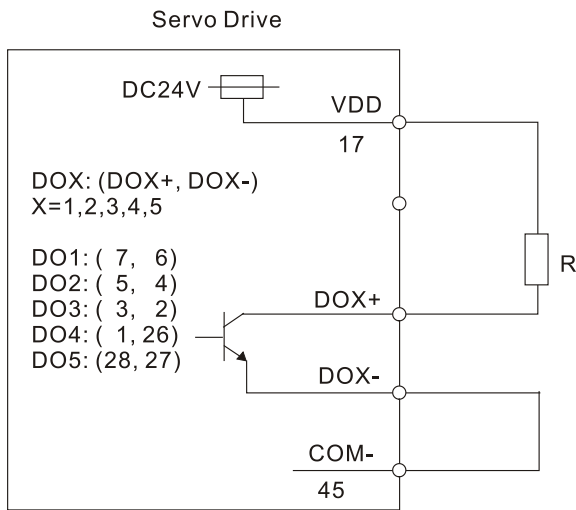 Servo Drive
DC24V
VDD
17
DOX: (DOX+, DOX-)
X=1,2,3,4,5
DO1: ( 7, 6)
DO2: ( 5, 4)
DO3: ( 3, 2)
DO4: ( 1, 26)
DO5: (28, 27)
R
DOX+
DOX-
COM-
45